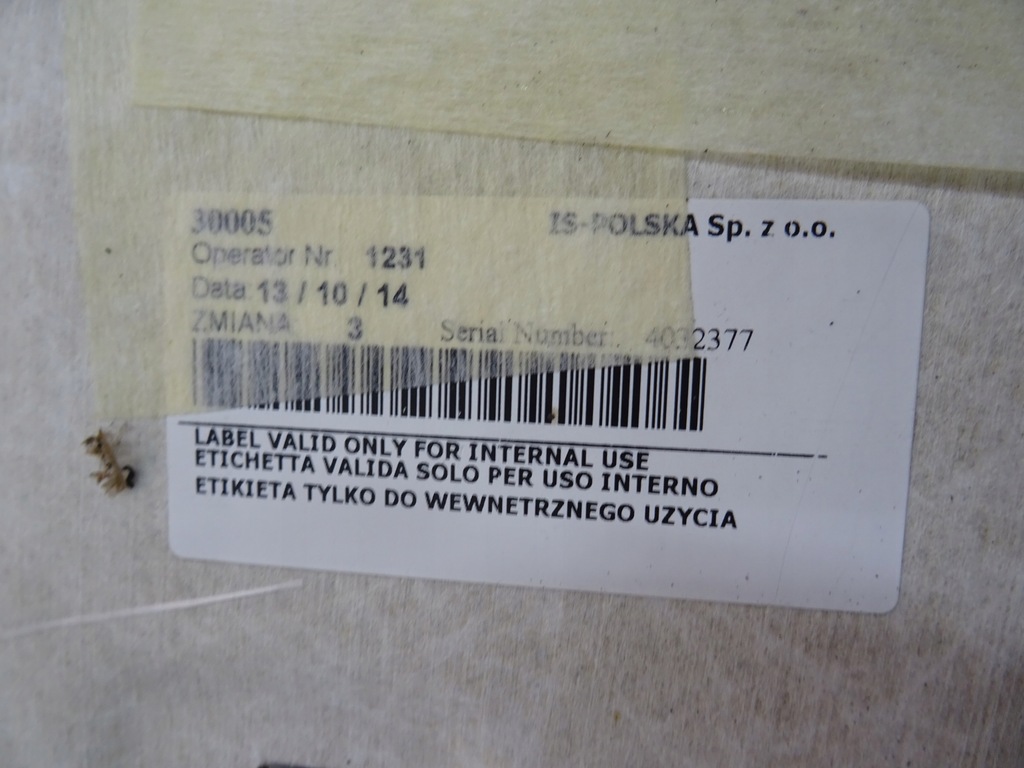 30005 IS-POLSKA Sp. z o.o.
Operator Nr 1231
Data 13 / 10 / 14
ZMIANA 3 Serial Number: 4032377
LABEL VALID ONLY FOR INTERNAL USE
ETICHETTA VALIDA SOLO PER USO INTERNO
ETIKIETA TYLKO DO WEWNETRZNEGO UZYCIA